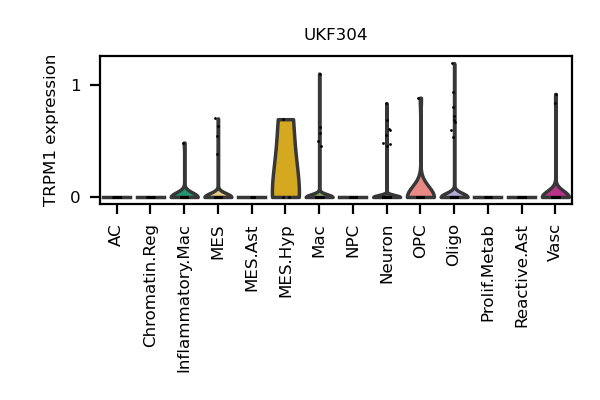 UKF304
TRPM1 expression
1
0
AC
Chromatin.Reg
Inflammatory.Mac
MES
MES.Ast
MES.Hyp
Mac
NPC
Neuron
OPC
Oligo
Prolif.Metab
Reactive.Ast
Vasc